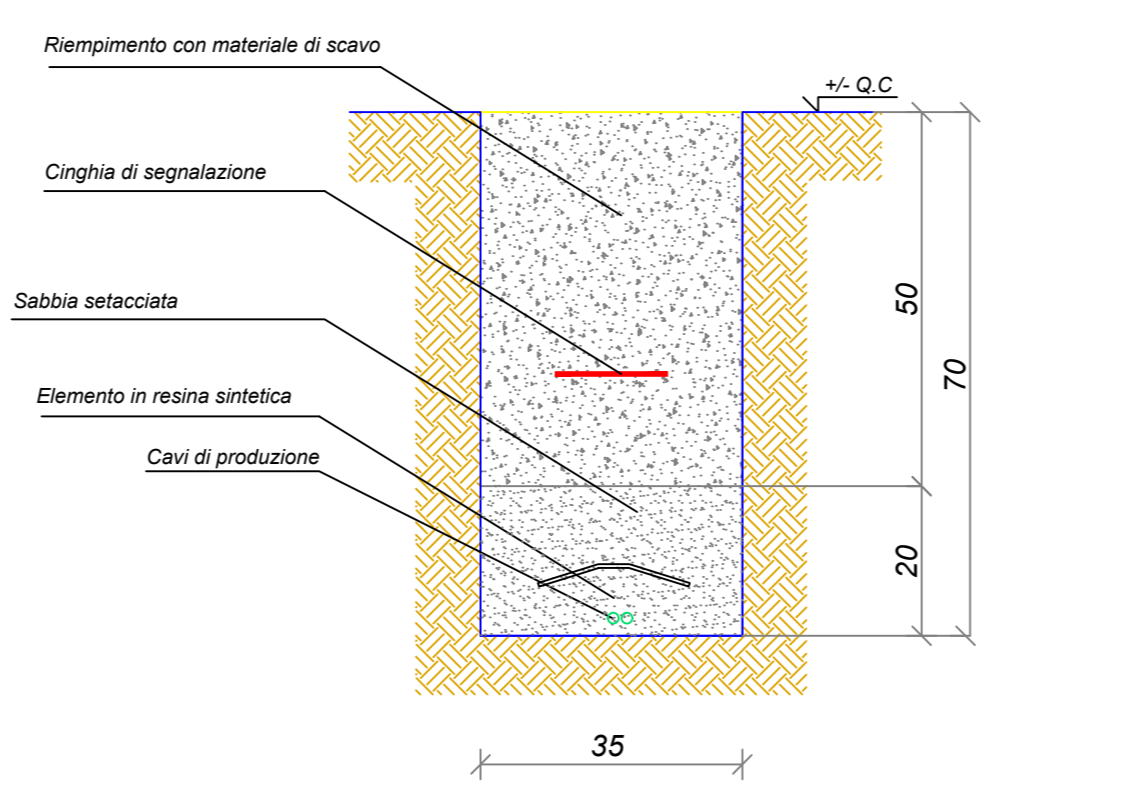 Riempimento con materiale di scavo
+/- Q.C
Cinghia di segnalazione
Sabbia setacciata
50
70
Elemento in resina sintetica
Cavi di produzione
20
35